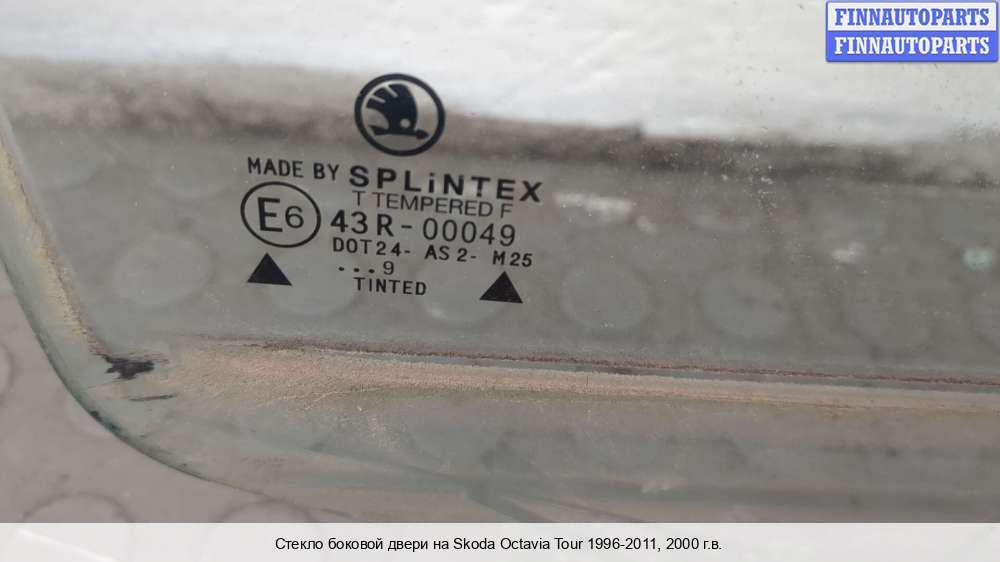 FINNAUTOPARTS
FINNAUTOPARTS
MADE BY SPLiNTEX
T TEMPERED F
E6 43R-00049
DOT24- AS2- M25
...9
TINTED
Стекло боковой двери на Skoda Octavia Tour 1996-2011, 2000 г.в.